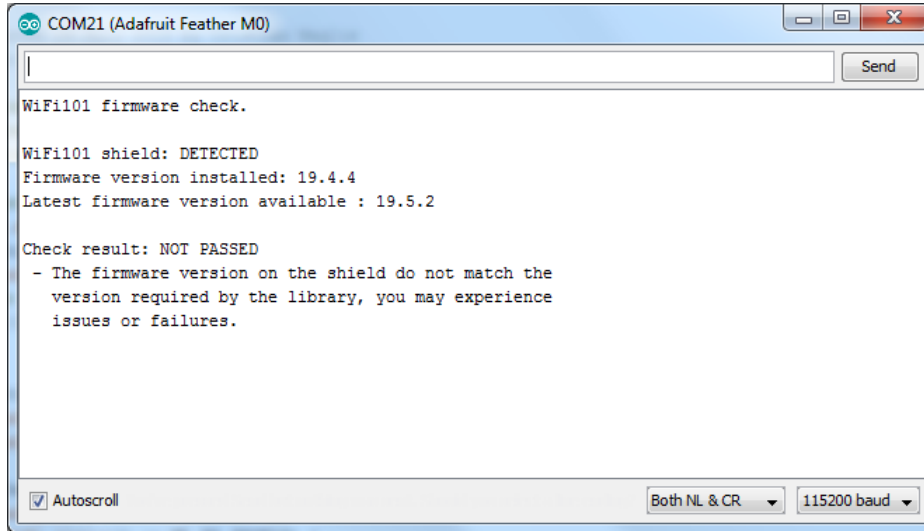 COM21 (Adafruit Feather M0)
Send
WiFi101 firmware check.
WiFi101 shield: DETECTED
Firmware version installed: 19.4.4
Latest firmware version available : 19.5.2
Check result: NOT PASSED
- The firmware version on the shield do not match the
version required by the library, you may experience
issues or failures.
Autoscroll
Both NL & CR
115200 baud